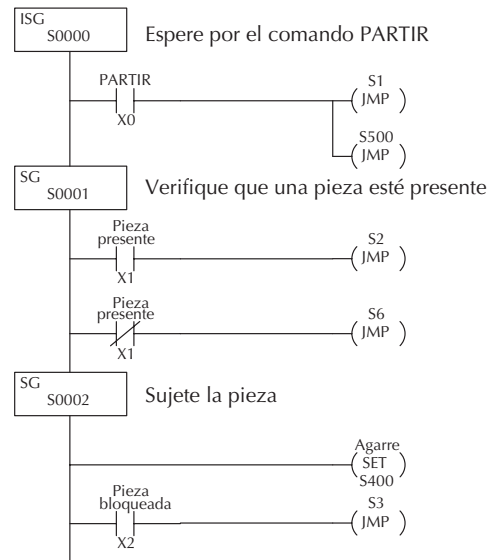 ISG
S0000
Espere por el comando PARTIR
PARTIR
X0
S1
JMP
S500
JMP
SG
S0001
Verifique que una pieza esté presente
Pieza
presente
X1
S2
JMP
Pieza
presente
X1
S6
JMP
SG
S0002
Sujete la pieza
Agarre
SET
S400
Pieza
bloqueada
X2
S3
JMP